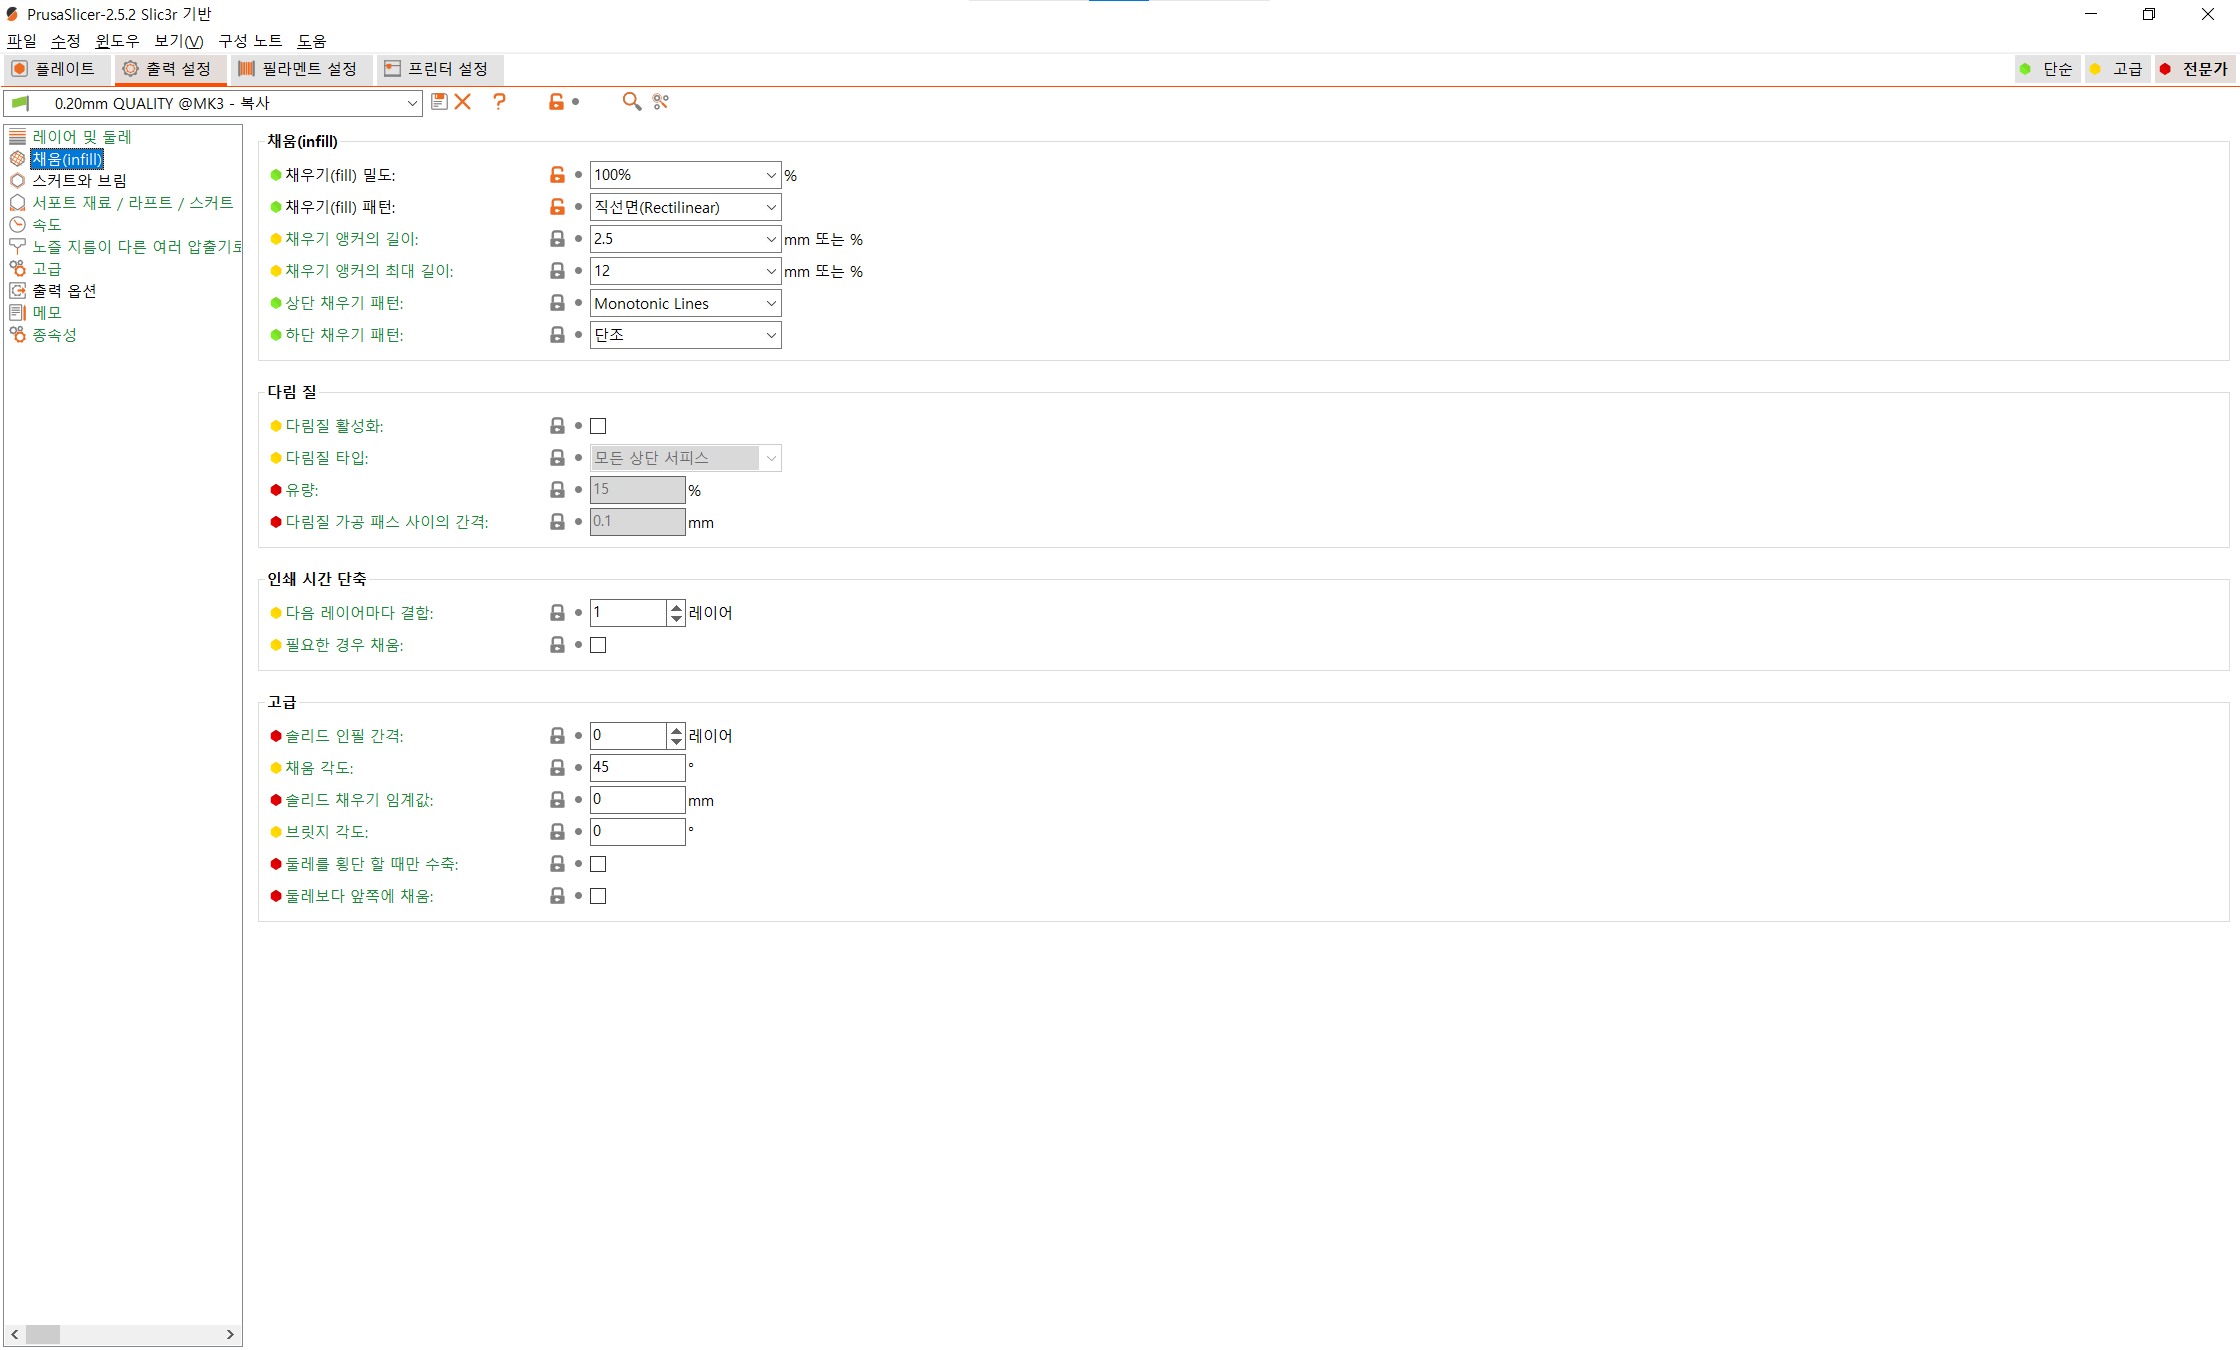 PrusaSlicer-2.5.2 Slic3r 기반
파일 수정 윈도우 보기(V) 구성 노트 도움
플레이트 출력 설정 필라멘트 설정 프린터 설정 단순 고급 전문가
0.20mm QUALITY @MK3 - 복사
레이어 및 둘레
채움(infill)
스커트와 브림
서포트 재료 / 라프트 / 스커트
속도
노즐 지름이 다른 여러 압출기로
고급
출력 옵션
메모
종속성
채움(infill)
채우기(fill) 밀도: 100% %
채우기(fill) 패턴: 직선면(Rectilinear)
채우기 앵커의 길이: 2.5 mm 또는 %
채우기 앵커의 최대 길이: 12 mm 또는 %
상단 채우기 패턴: Monotonic Lines
하단 채우기 패턴: 단조
다림 질
다림질 활성화:
다림질 타입: 모든 상단 서피스
유량: 15 %
다림질 가공 패스 사이의 간격: 0.1 mm
인쇄 시간 단축
다음 레이어마다 결합: 1 레이어
필요한 경우 채움:
고급
솔리드 인필 간격: 0 레이어
채움 각도: 45 °
솔리드 채우기 임계값: 0 mm
브릿지 각도: 0 °
둘레를 횡단 할 때만 수축:
둘레보다 앞쪽에 채움: